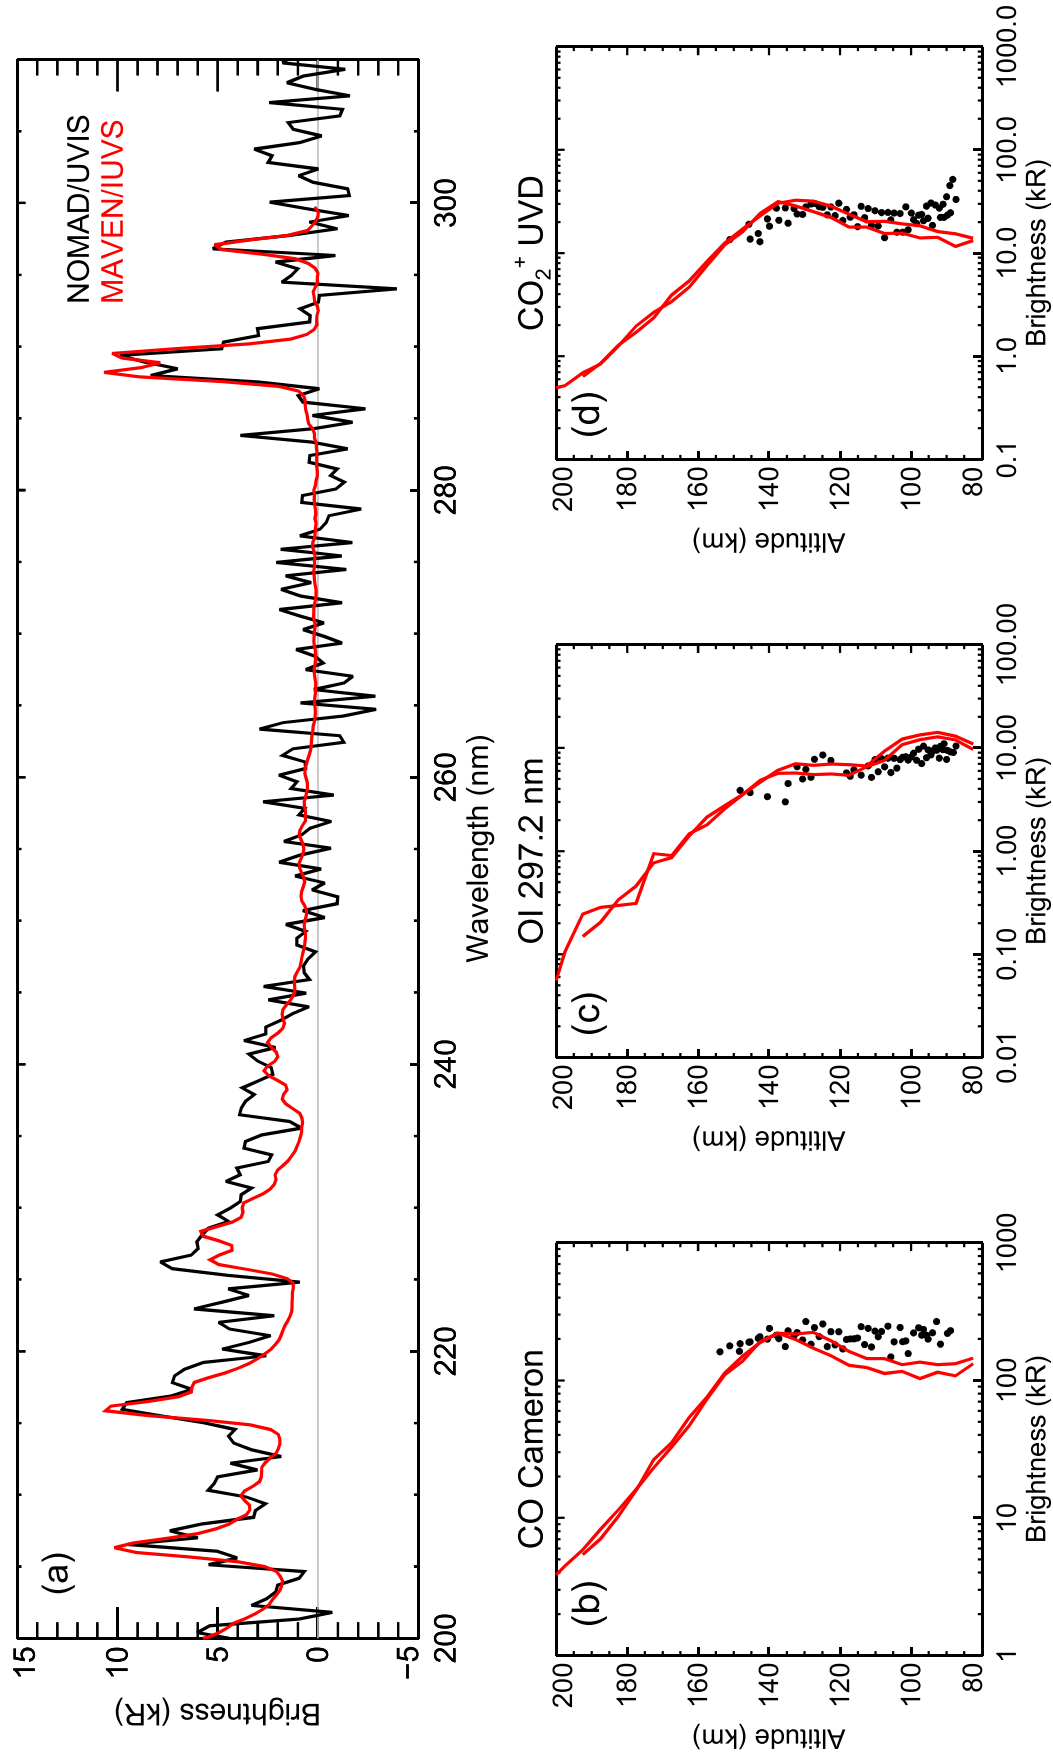 (a)
NOMAD/UVIS
MAVEN/IUVS
15
10
5
0
−5
Brightness (kR)
200
220
240
260
280
300
Wavelength (nm)
CO Cameron
(b)
200
180
160
140
120
100
80
Altitude (km)
1
10
100
1000
Brightness (kR)
OI 297.2 nm
(c)
200
180
160
140
120
100
80
Altitude (km)
0.01
0.10
1.00
10.00
100.00
Brightness (kR)
CO2+ UVD
(d)
200
180
160
140
120
100
80
Altitude (km)
0.1
1.0
10.0
100.0
1000.0
Brightness (kR)